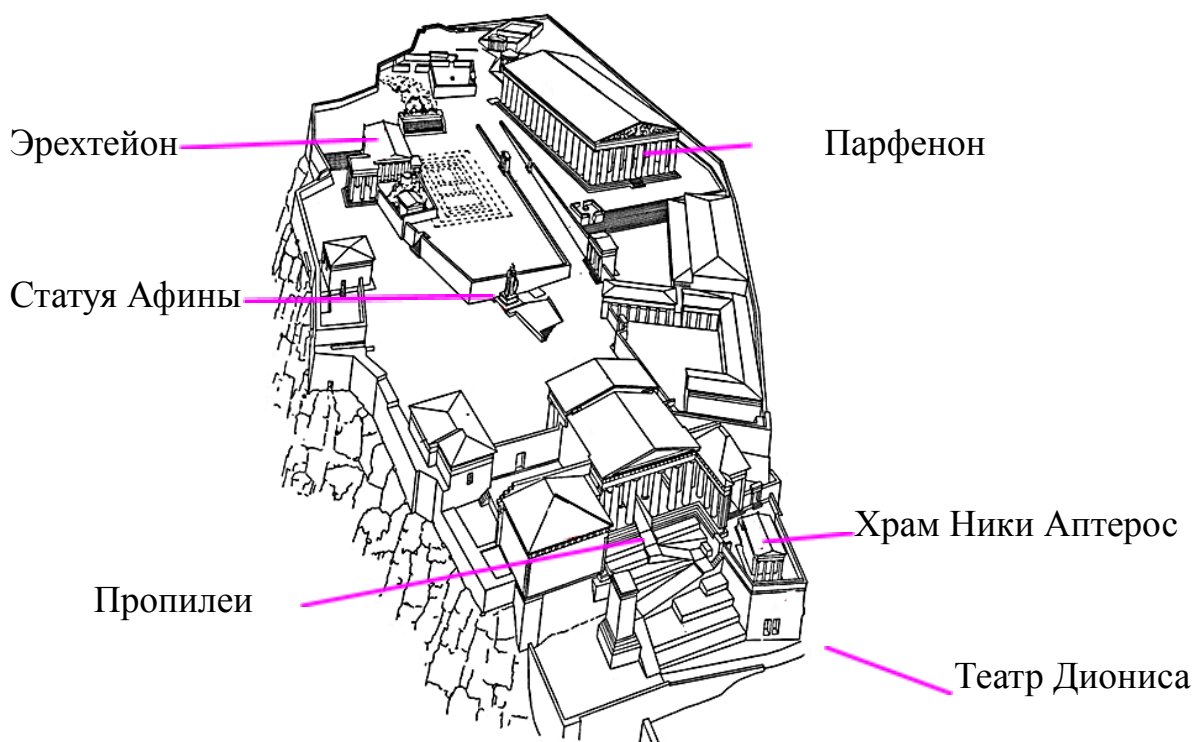 Эрехтейон
Парфенон
Статуя Афины
Храм Ники Аптерос
Пропилеи
Театр Диониса